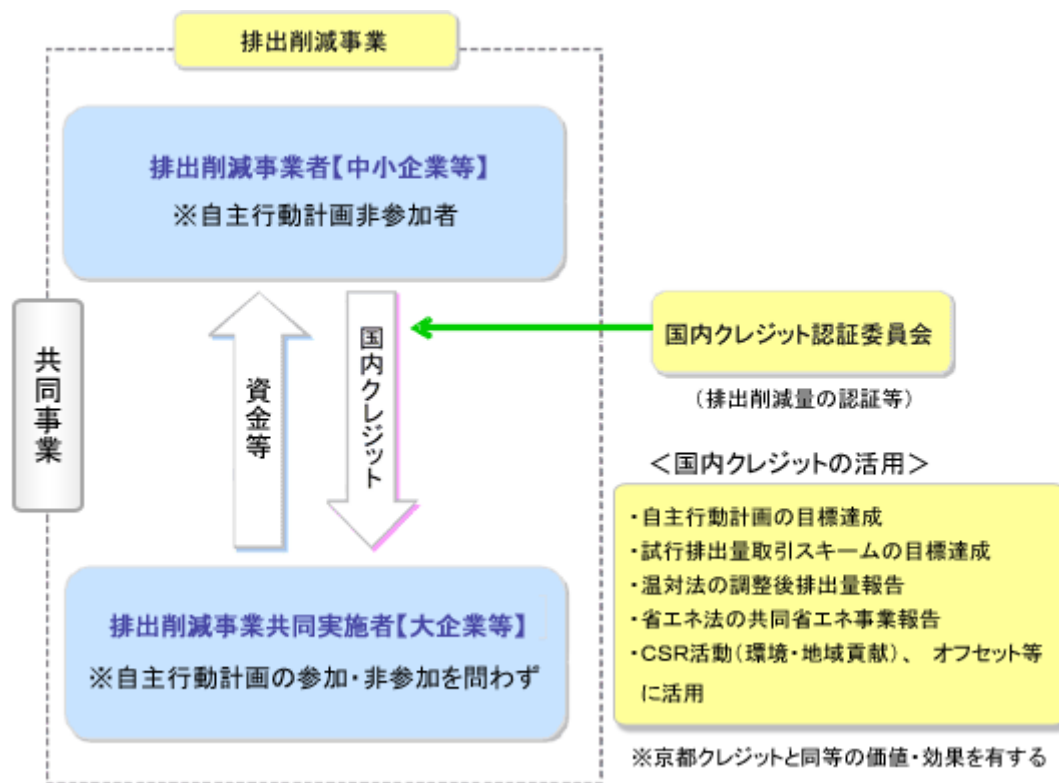 排出削減事業
排出削減事業者【中小企業等】
※自主行動計画非参加者
共同事業
資金等
国内クレジット
国内クレジット認証委員会
（排出削減量の認証等）
＜国内クレジットの活用＞
・自主行動計画の目標達成
・試行排出量取引スキームの目標達成
・温対法の調整後排出量報告
・省エネ法の共同省エネ事業報告
・CSR活動（環境・地域貢献）、 オフセット等
に活用
※京都クレジットと同等の価値・効果を有する
排出削減事業共同実施者【大企業等】
※自主行動計画の参加・非参加を問わず